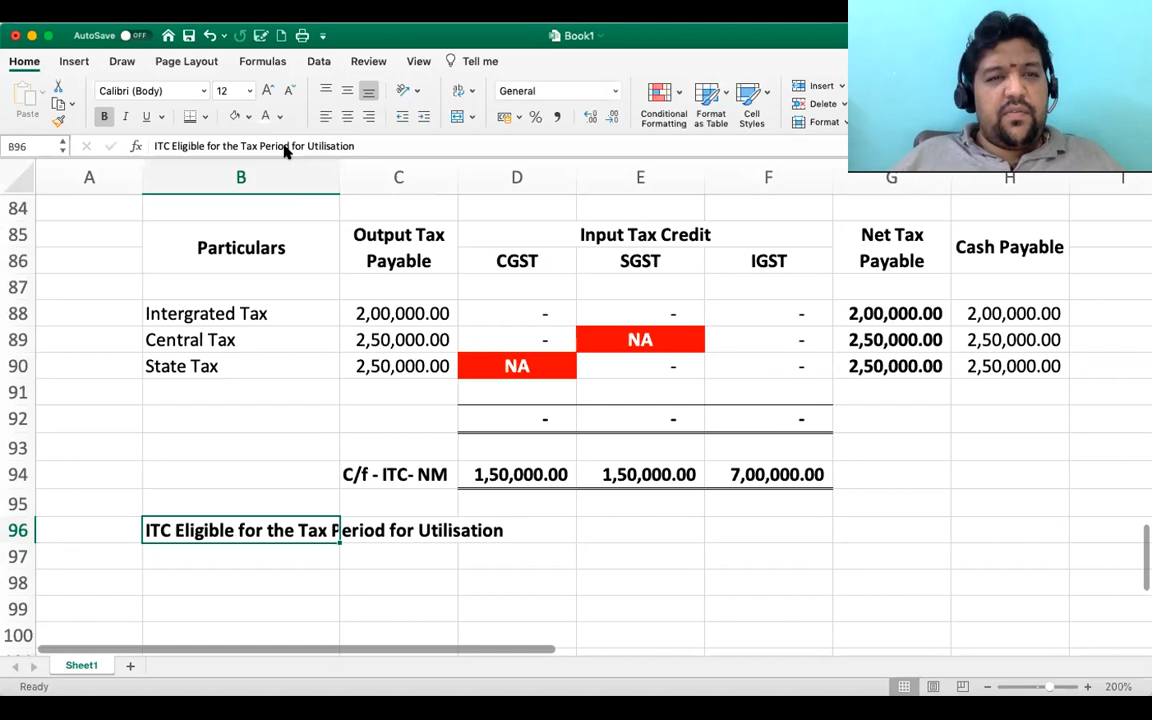 AutoSave OFF
Book1
Home Insert Draw Page Layout Formulas Data Review View Tell me
Paste
Calibri (Body) 12
B I U
General
Conditional Formatting
Format as Table
Cell Styles
Insert
Delete
Format
B96 fx ITC Eligible for the Tax Period for Utilisation
A B C D E F G H I
84
85 Particulars Output Tax Input Tax Credit Net Tax Cash Payable
86 Payable CGST SGST IGST Payable
87
88 Intergrated Tax 2,00,000.00 - - - 2,00,000.00 2,00,000.00
89 Central Tax 2,50,000.00 - NA - 2,50,000.00 2,50,000.00
90 State Tax 2,50,000.00 NA - - 2,50,000.00 2,50,000.00
91
92 - - -
93
94 C/f - ITC- NM 1,50,000.00 1,50,000.00 7,00,000.00
95
96 ITC Eligible for the Tax Period for Utilisation
97
98
99
100
Sheet1
Ready 200%